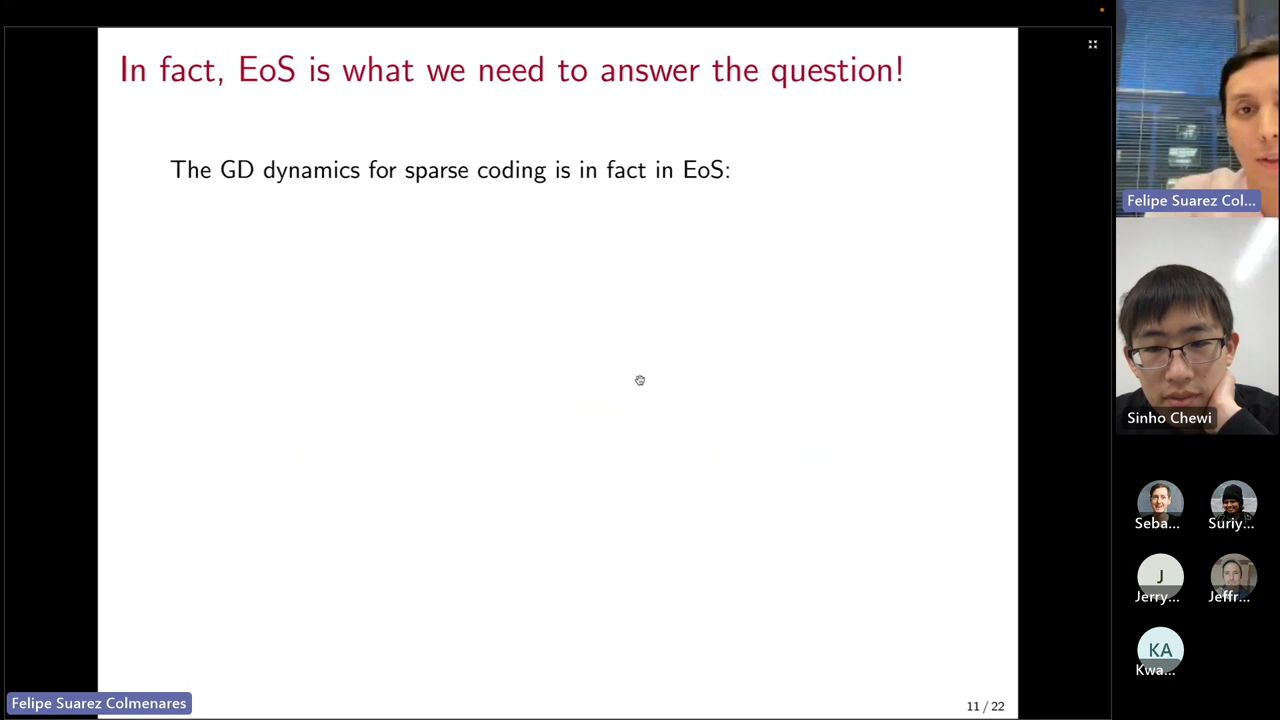 In fact, EoS is what we need to answer the question!
The GD dynamics for sparse coding is in fact in EoS:
11 / 22
Felipe Suarez Colmenares
Felipe Suarez Col...
Sinho Chewi
Seba...
Suriy...
J
Jerry...
Jeffr...
KA
Kwa...